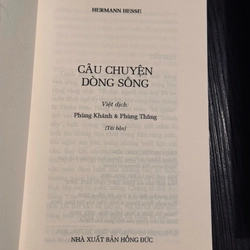 HERMANN HESSE
CÂU CHUYỆN
DÒNG SÔNG
Việt dịch:
Phùng Khánh & Phùng Thăng
(Tái bản)
NHÀ XUẤT BẢN HỒNG ĐỨC